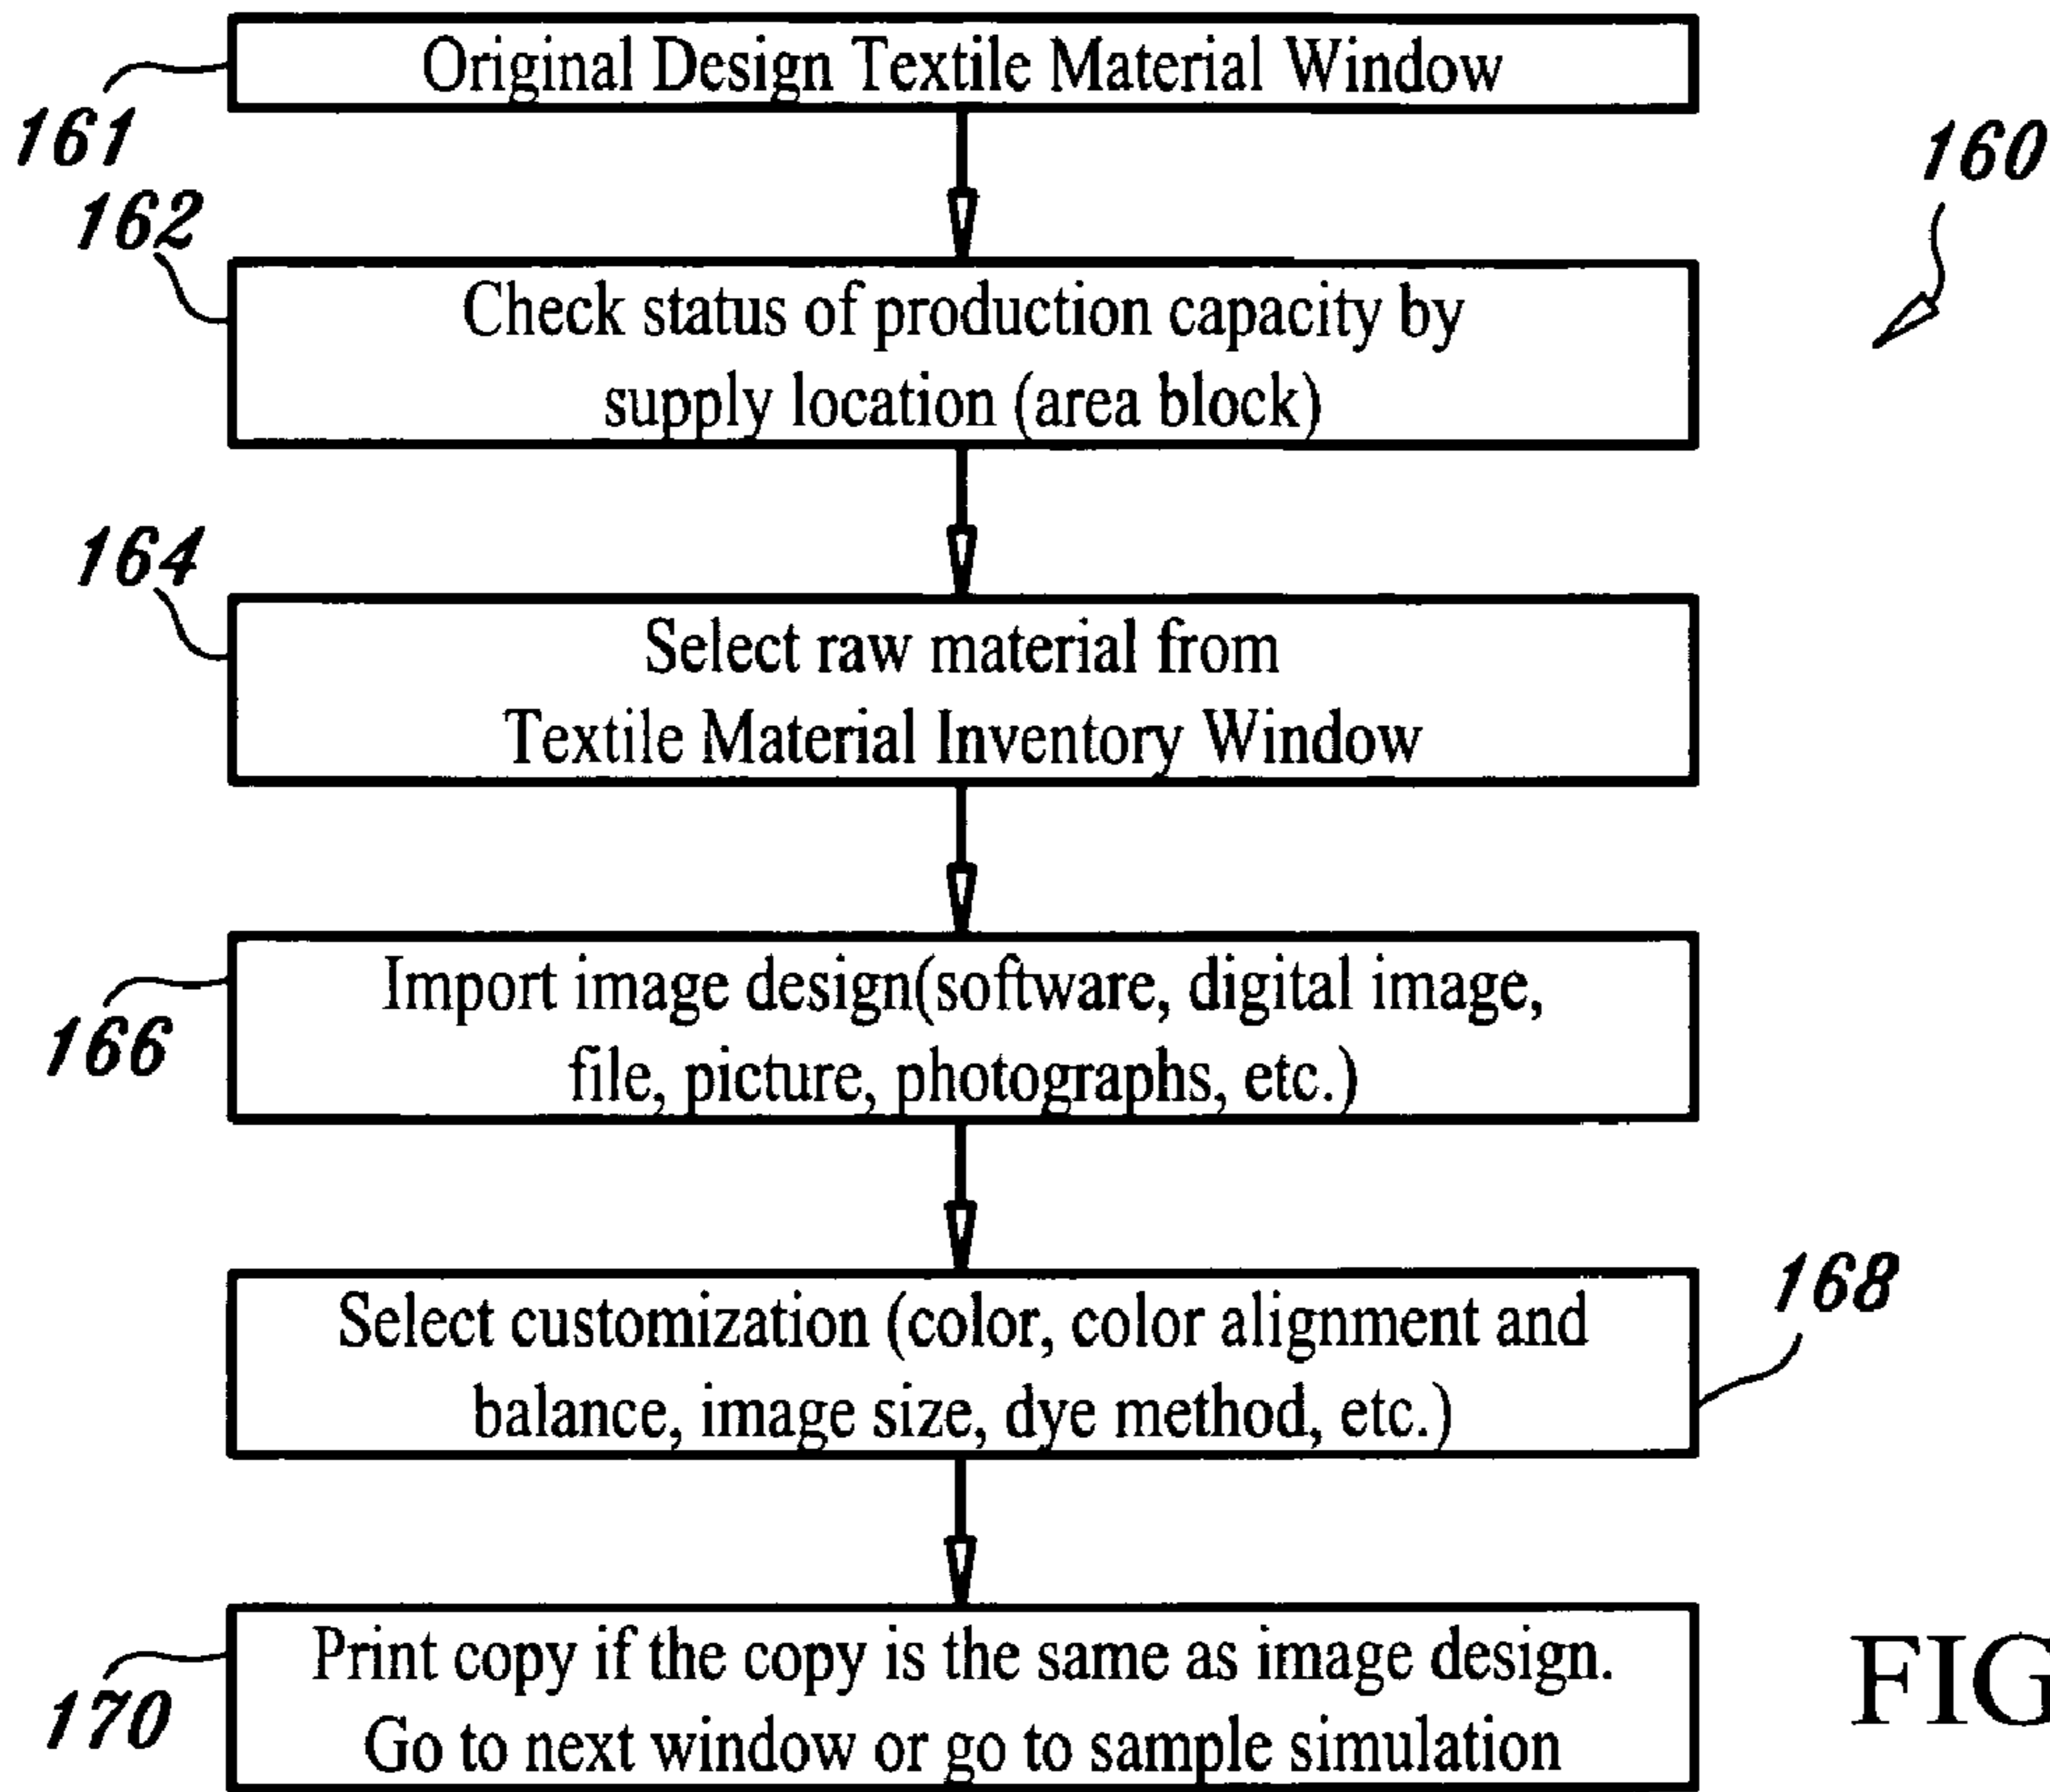 Original Design Textile Material Window
161
160
162
Check status of production capacity by
supply location (area block)
164
Select raw material from
Textile Material Inventory Window
Import image design(software, digital image,
file, picture, photographs, etc.)
166
168
Select customization (color, color alignment and
balance, image size, dye method, etc.)
Print copy if the copy is the same as image design.
Go to next window or go to sample simulation
170
FIG